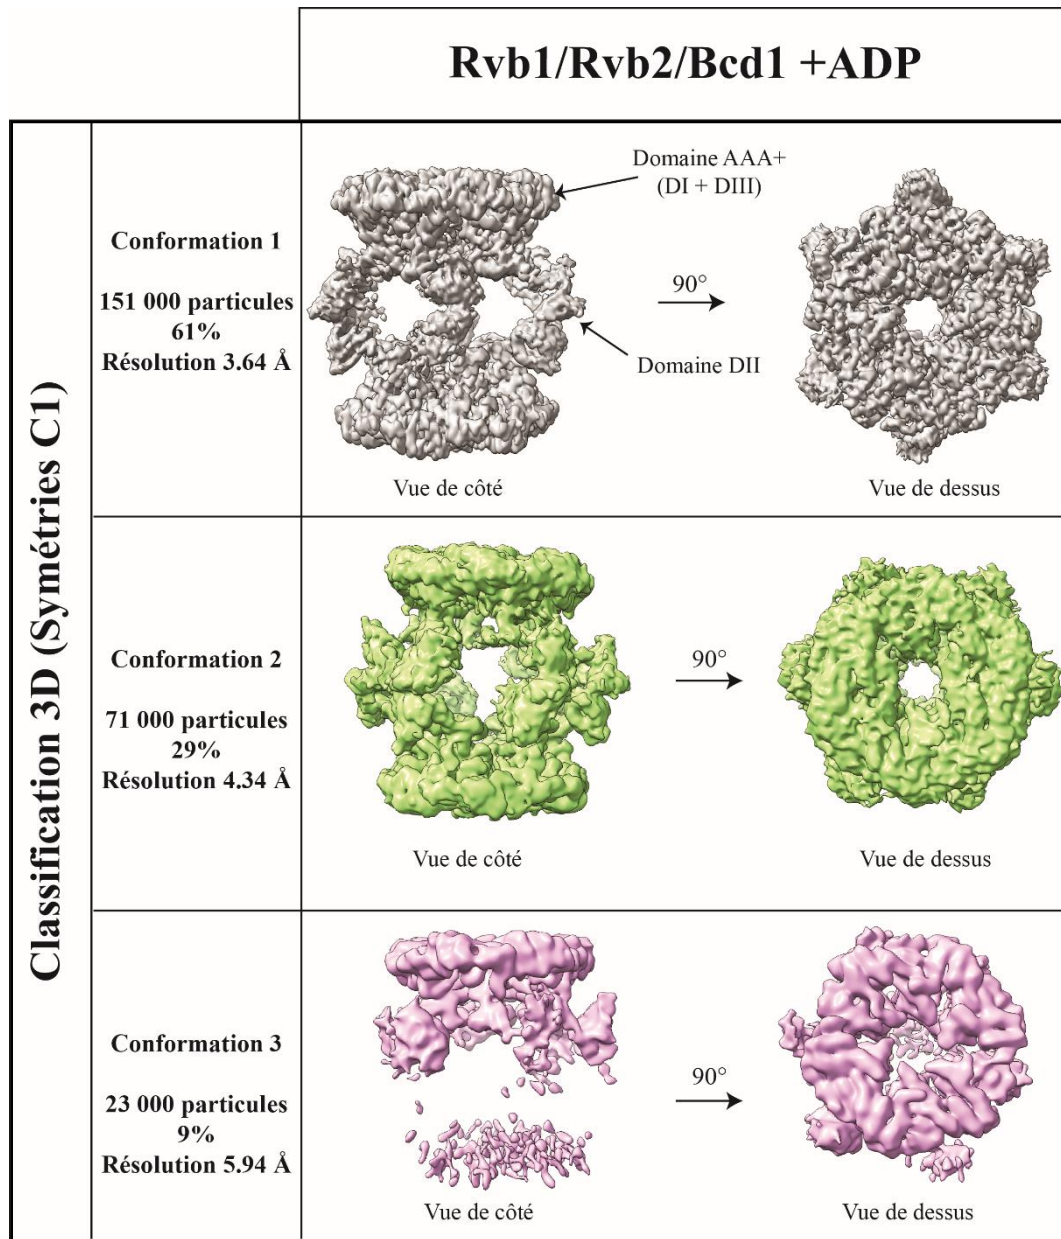 Rvb1/Rvb2/Bcd1 +ADP
Classification 3D (Symétries C1)
Conformation 1
151 000 particules
61%
Résolution 3.64 Å
Domaine AAA+
(DI + DIII)
90°
Domaine DII
Vue de côté
Vue de dessus
Conformation 2
71 000 particules
29%
Résolution 4.34 Å
90°
Vue de côté
Vue de dessus
Conformation 3
23 000 particules
9%
Résolution 5.94 Å
90°
Vue de côté
Vue de dessus